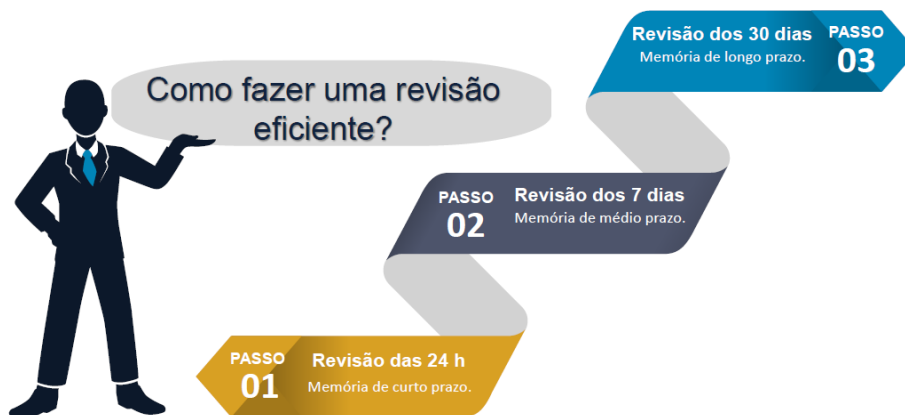 Como fazer uma revisão
eficiente?
PASSO
01
Revisão das 24 h
Memória de curto prazo.
PASSO
02
Revisão dos 7 dias
Memória de médio prazo.
Revisão dos 30 dias
Memória de longo prazo.
PASSO
03